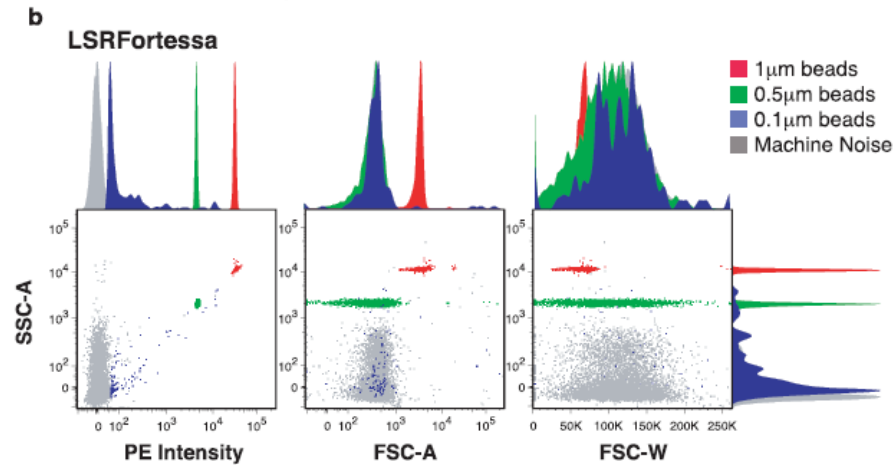 b
LSRFortessa
1μm beads
0.5μm beads
0.1μm beads
Machine Noise
SSC-A
10⁵
10⁴
10³
10²
0
0 10² 10³ 10⁴ 10⁵
PE Intensity
10⁵
10⁴
10³
10²
0
0 10² 10³ 10⁴ 10⁵
FSC-A
10⁵
10⁴
10³
10²
0
0 50K 100K 150K 200K 250K
FSC-W